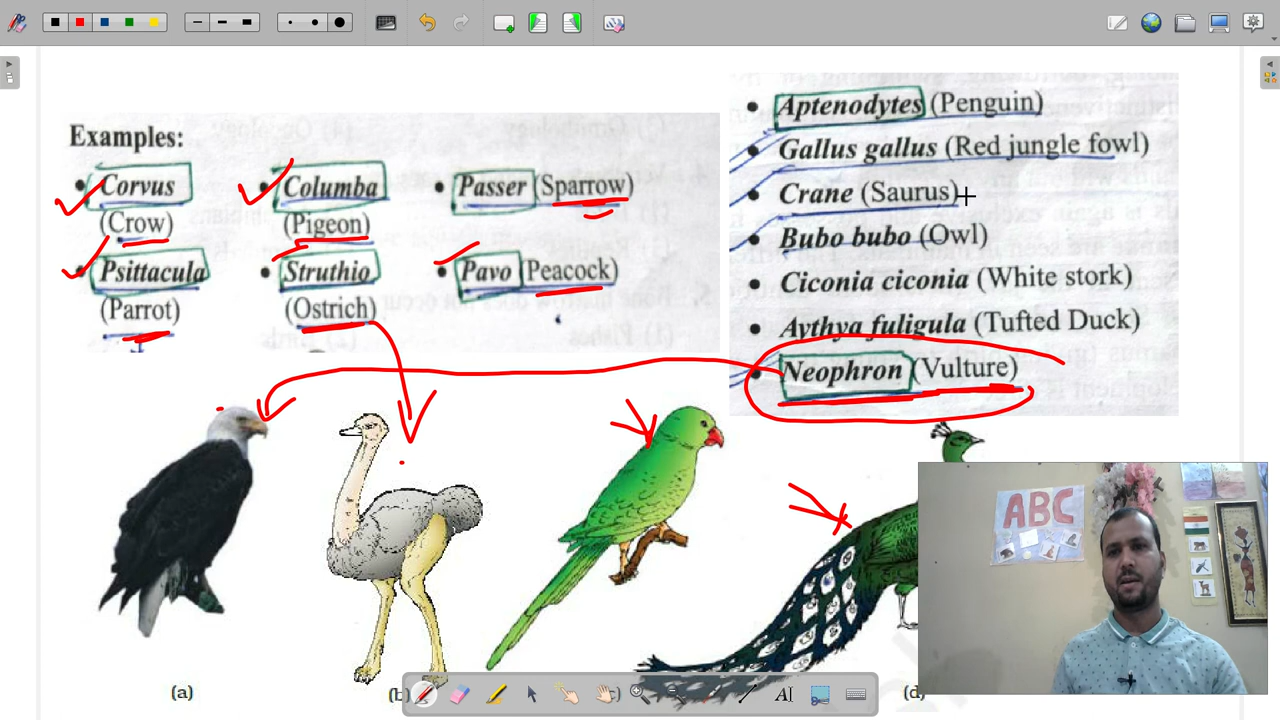 Examples:
• Corvus • Columba • Passer (Sparrow)
(Crow) (Pigeon)
• Psittacula • Struthio • Pavo (Peacock)
(Parrot) (Ostrich)
• Aptenodytes (Penguin)
• Gallus gallus (Red jungle fowl)
• Crane (Saurus)
• Bubo bubo (Owl)
• Ciconia ciconia (White stork)
• Aythya fuligula (Tufted Duck)
• Neophron (Vulture)
ABC
(a) (b) (c) (d)
AI